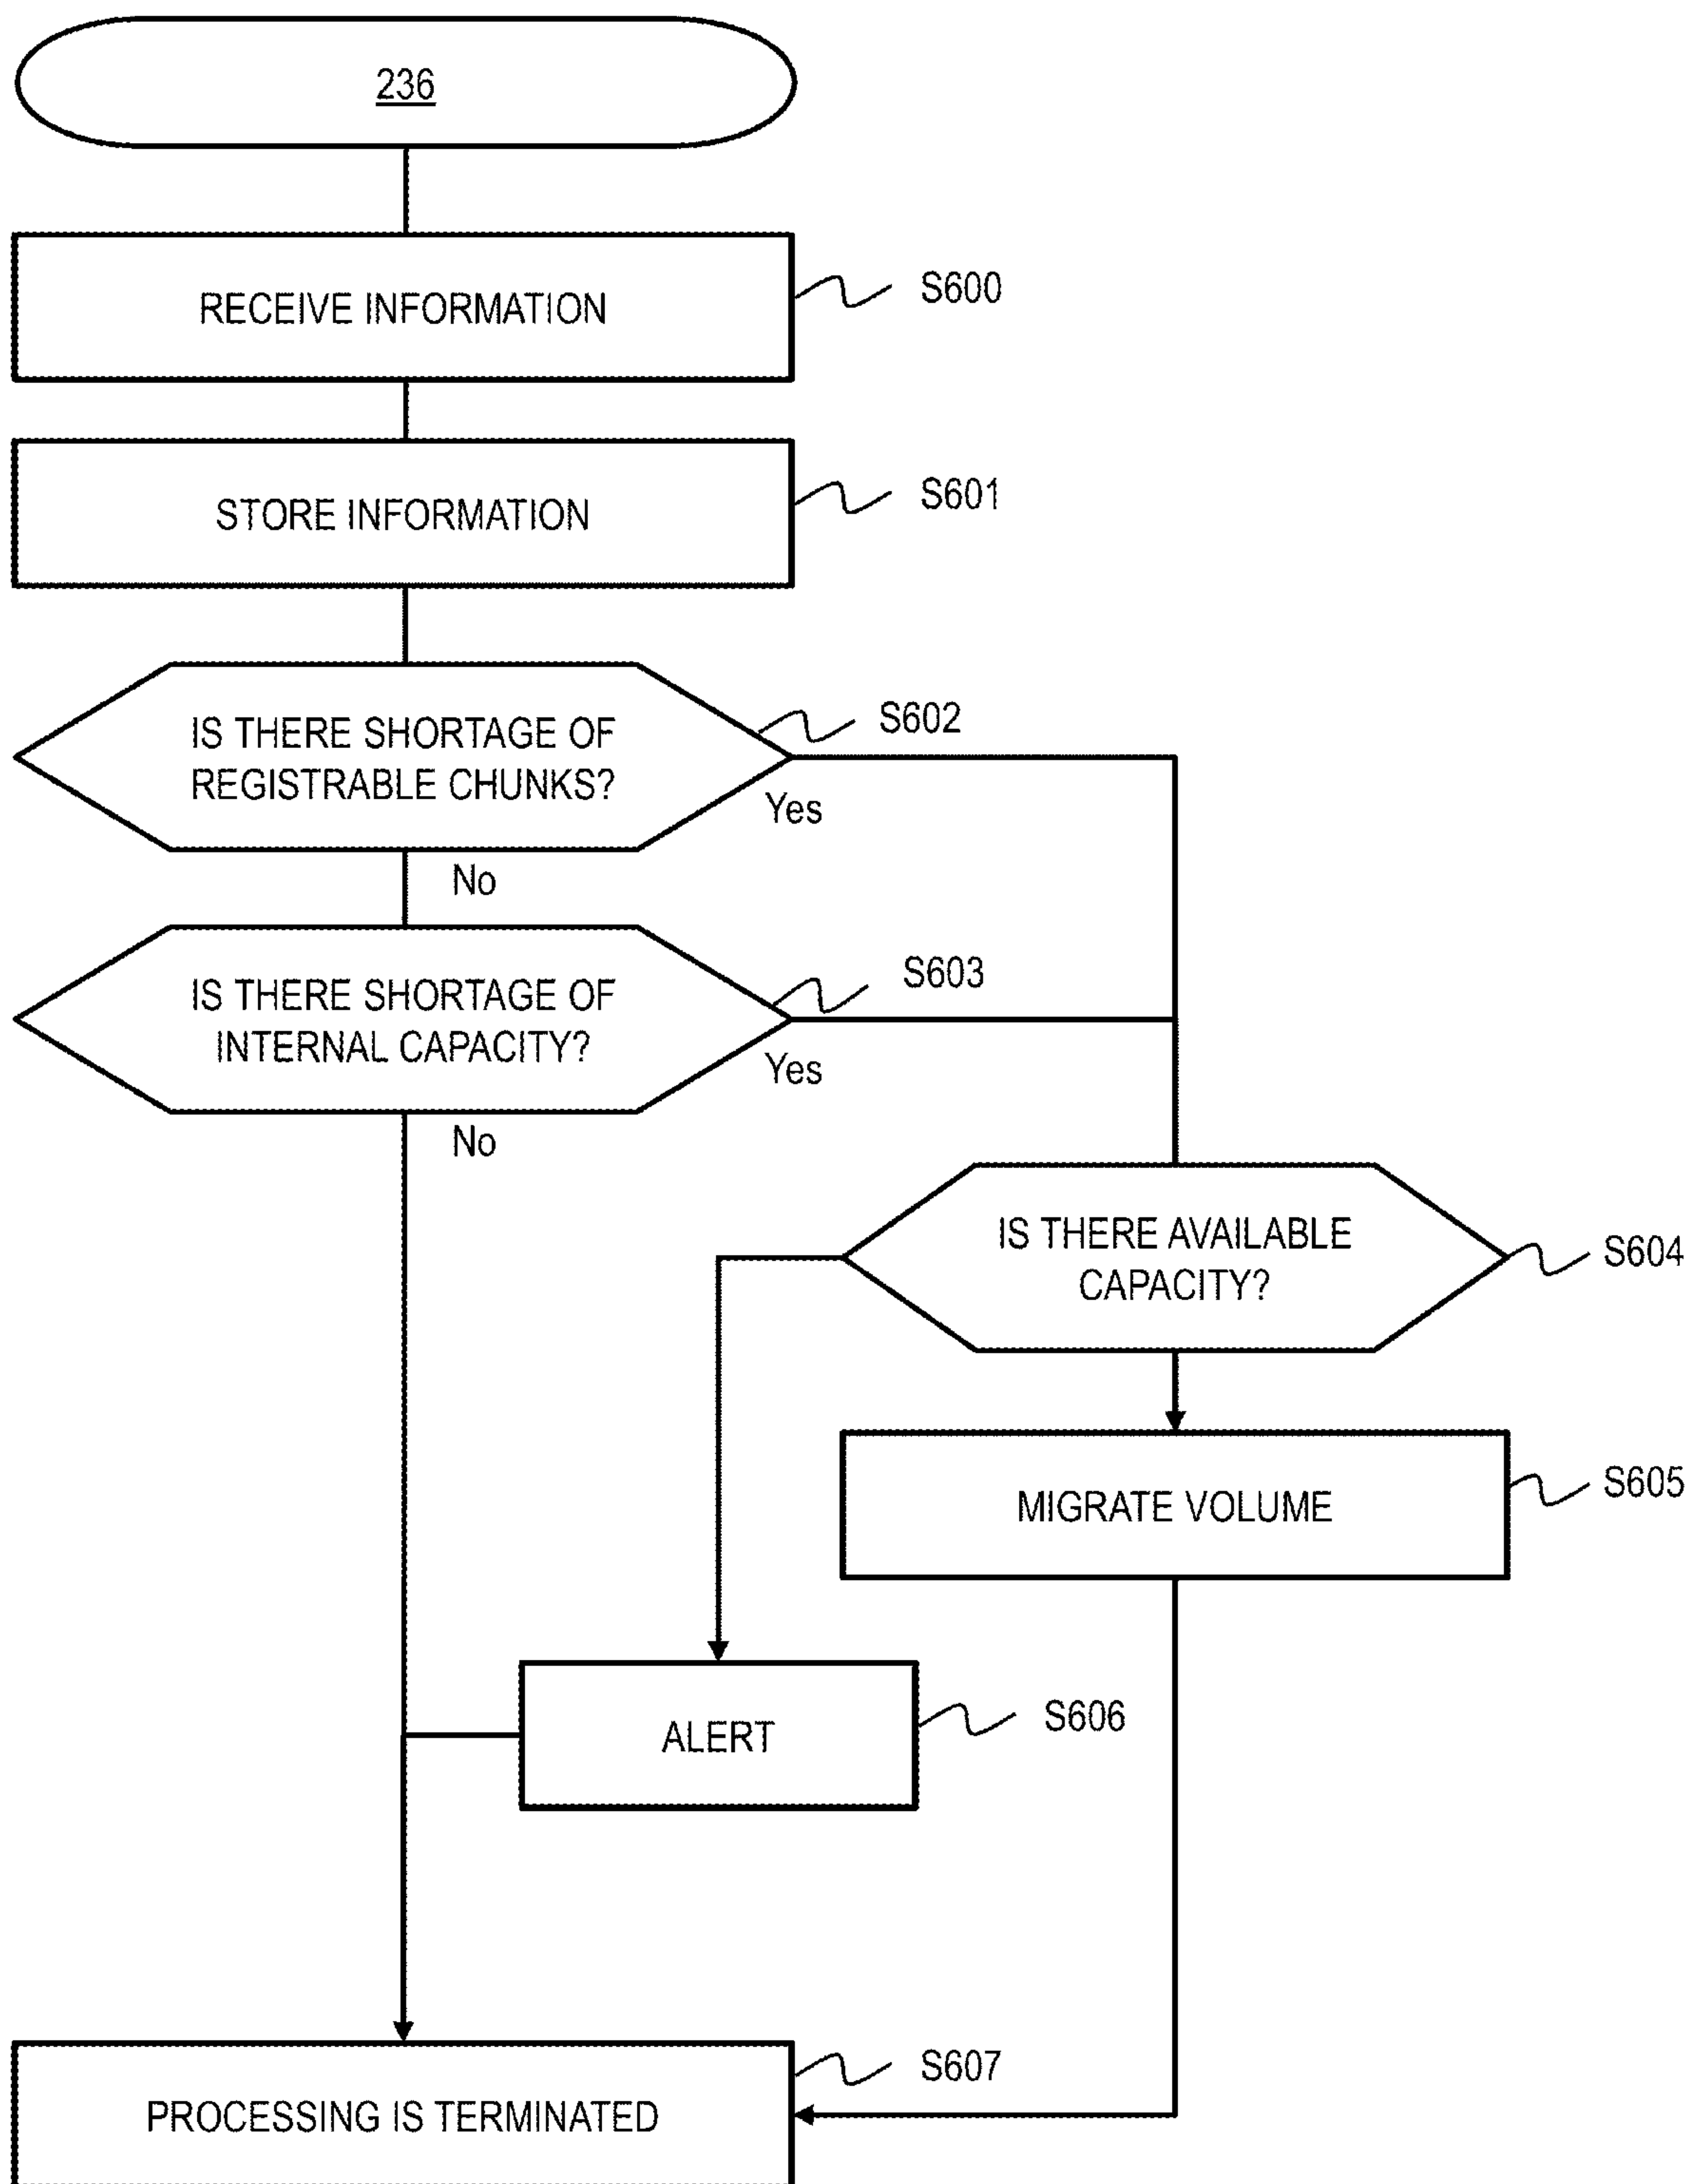 236
RECEIVE INFORMATION
S600
STORE INFORMATION
S601
IS THERE SHORTAGE OF
REGISTRABLE CHUNKS?
S602
Yes
No
IS THERE SHORTAGE OF
INTERNAL CAPACITY?
S603
Yes
No
IS THERE AVAILABLE
CAPACITY?
S604
MIGRATE VOLUME
S605
ALERT
S606
PROCESSING IS TERMINATED
S607